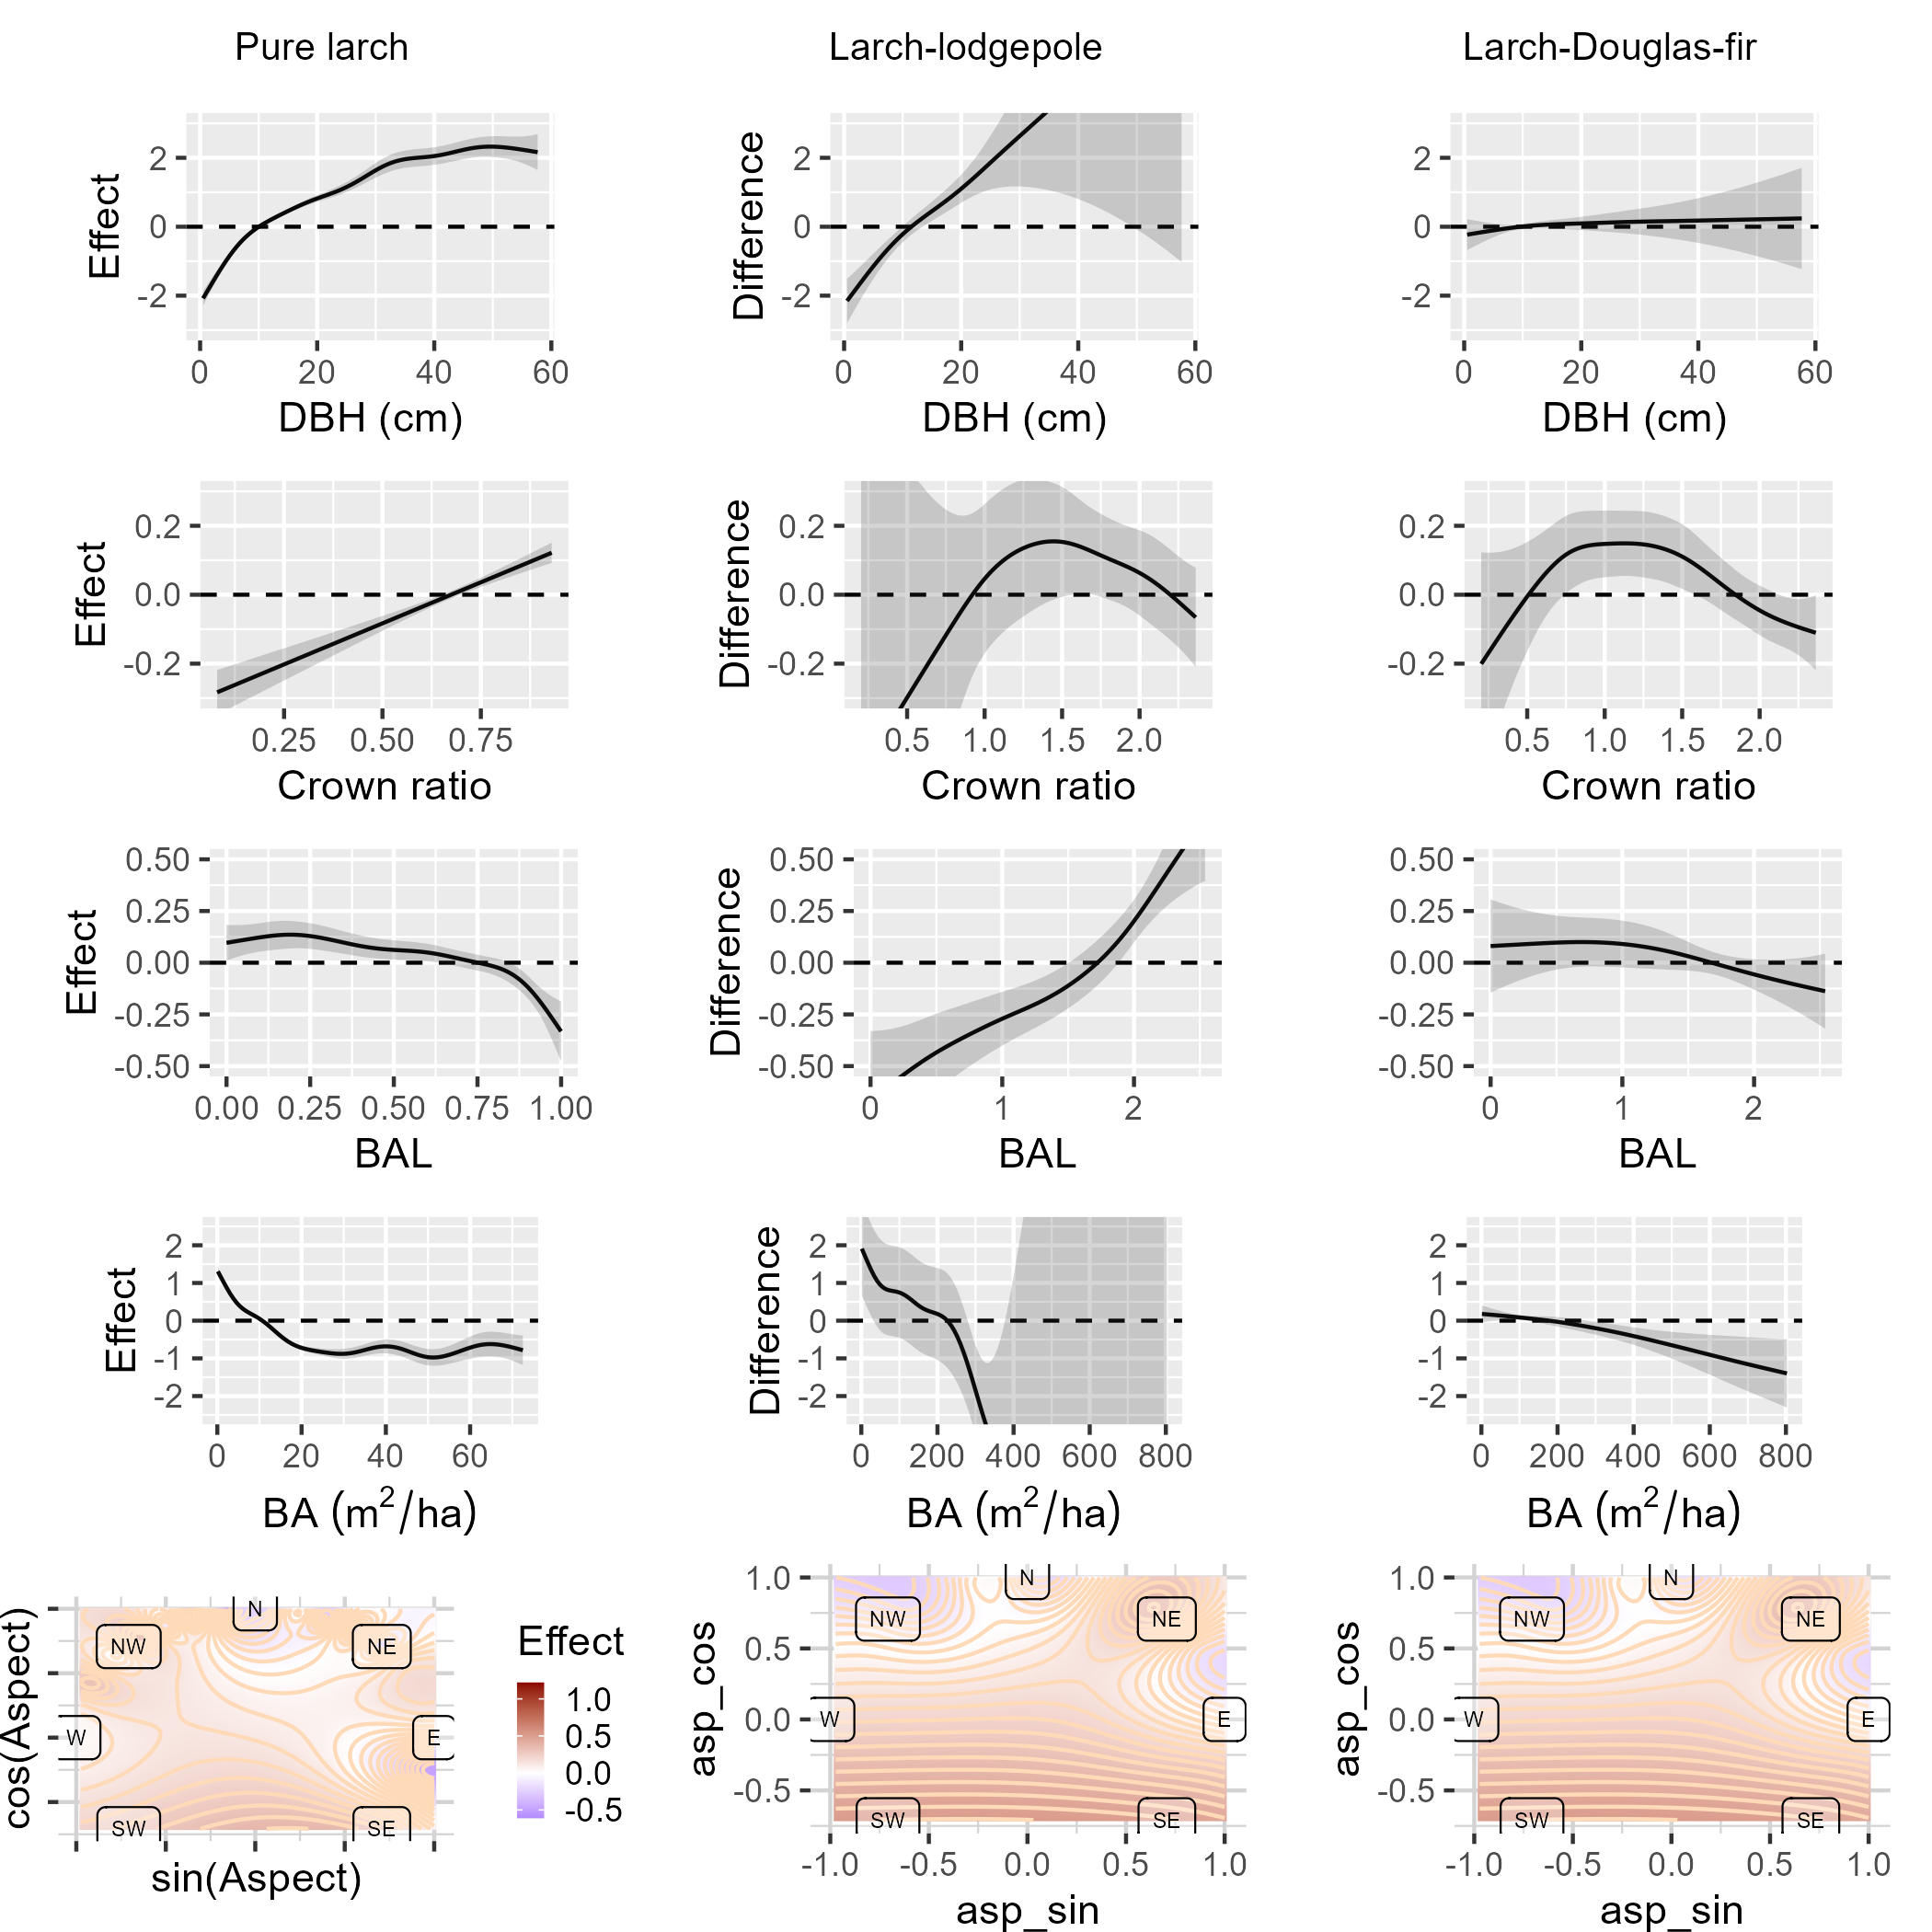 Pure larch
Larch-lodgepole
Larch-Douglas-fir
Effect
2
0
-2
0 20 40 60
DBH (cm)
Difference
2
0
-2
0 20 40 60
DBH (cm)
2
0
-2
0 20 40 60
DBH (cm)
Effect
0.2
0.0
-0.2
0.25 0.50 0.75
Crown ratio
Difference
0.2
0.0
-0.2
0.5 1.0 1.5 2.0
Crown ratio
0.2
0.0
-0.2
0.5 1.0 1.5 2.0
Crown ratio
Effect
0.50
0.25
0.00
-0.25
-0.50
0.00 0.25 0.50 0.75 1.00
BAL
Difference
0.50
0.25
0.00
-0.25
-0.50
0 1 2
BAL
0.50
0.25
0.00
-0.25
-0.50
0 1 2
BAL
Effect
2
1
0
-1
-2
0 20 40 60
BA (m²/ha)
Difference
2
1
0
-1
-2
0 200 400 600 800
BA (m²/ha)
2
1
0
-1
-2
0 200 400 600 800
BA (m²/ha)
cos(Aspect)
N
NW NE
W E
SW SE
sin(Aspect)
Effect
1.0
0.5
0.0
-0.5
asp_cos
1.0
0.5
0.0
-0.5
N
NW NE
W E
SW SE
-1.0 -0.5 0.0 0.5 1.0
asp_sin
asp_cos
1.0
0.5
0.0
-0.5
N
NW NE
W E
SW SE
-1.0 -0.5 0.0 0.5 1.0
asp_sin